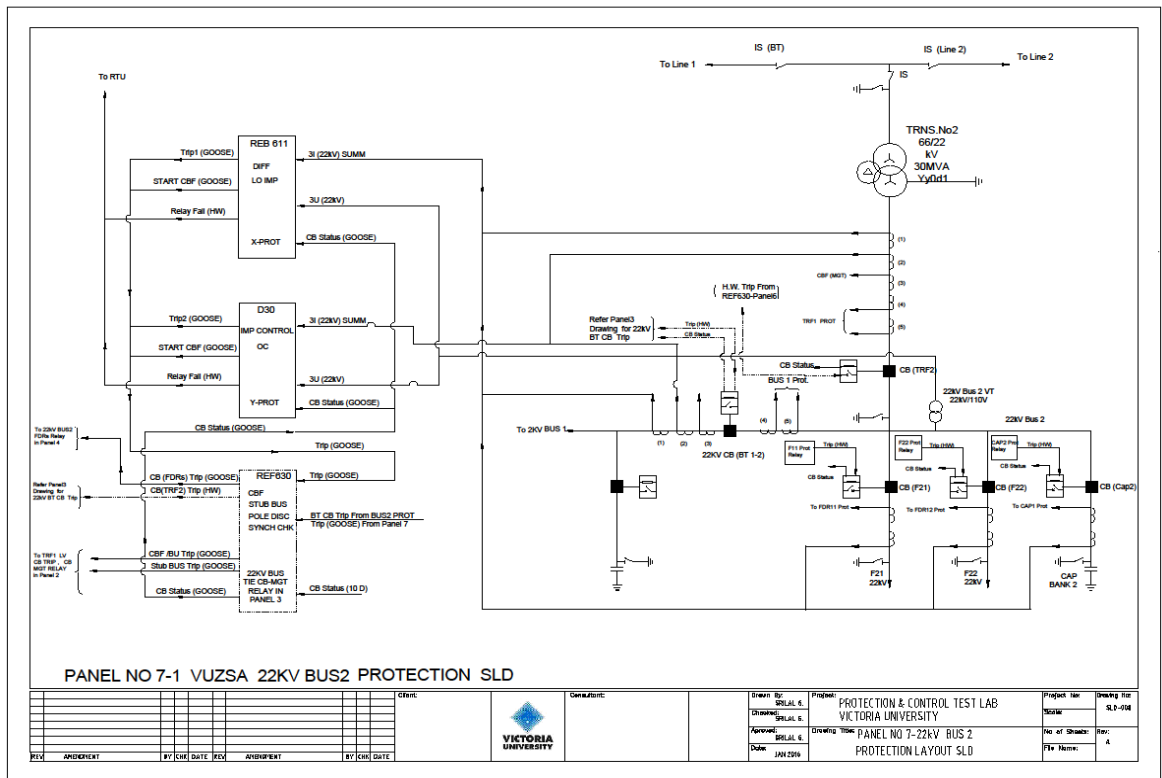 IS (BT)
IS (Line 2)
To Line 1
To Line 2
IS
To RTU
TRNS.No2
66/22
kV
30MVA
Yy0d1
REB 611
DIFF
LO IMP
X-PROT
Trip1 (GOOSE)
START CBF (GOOSE)
Relay Fail (HW)
3I (22kV) SUMM
3U (22kV)
CB Status (GOOSE)
(1)
(2)
CBF (MGT)
(3)
(4)
TRF1 PROT
(5)
H.W. Trip From
REF630-Panel6
D30
IMP CONTROL
OC
Y-PROT
Trip2 (GOOSE)
START CBF (GOOSE)
Relay Fail (HW)
3I (22kV) SUMM
3U (22kV)
CB Status (GOOSE)
CB Status (GOOSE)
Refer Panel3
Drawing for 22kV
BT CB Trip
Trip (HW)
CB Status
CB Status
CB (TRF2)
BUS 1 Prot.
22kV Bus 2 VT
22kV/110V
22kV Bus 2
To 2KV BUS 1
(1)
(2)
(3)
(4)
(5)
22KV CB (BT 1-2)
F11 Prot
Relay
Trip (HW)
CB Status
CB (F21)
To FDR11 Prot
F22 Prot
Relay
Trip (HW)
CB Status
CB (F22)
To FDR12 Prot
CAP2 Prot
Relay
Trip (HW)
CB Status
CB (Cap2)
To CAP1 Prot
F21
22kV
F22
22kV
CAP
BANK 2
To 22kV BUS2
FDRs Relay
in Panel 4
Refer Panel3
Drawing for
22kV BT CB Trip
To TRF1 LV
CB TRIP , CB
MGT RELAY
in Panel 2
Trip (GOOSE)
CB (FDRs) Trip (GOOSE)
CB(TRF2) Trip (HW)
CBF /BU Trip (GOOSE)
Stub BUS Trip (GOOSE)
CB Status (GOOSE)
REF630
CBF
STUB BUS
POLE DISC
SYNCH CHK
22KV BUS
TIE CB-MGT
RELAY IN
PANEL 3
Trip (GOOSE)
BT CB Trip From BUS2 PROT
Trip (GOOSE) From Panel 7
CB Status (10 D)
PANEL NO 7-1 VUZSA 22KV BUS2 PROTECTION SLD
REV AMENDMENT BY CHK DATE REV AMENDMENT BY CHK DATE
Client:
VICTORIA
UNIVERSITY
Consultant:
Drawn By:
SRILAL G.
Checked:
SRILAL G.
Aproved:
SRILAL G.
Date:
JAN 2016
Project:
PROTECTION & CONTROL TEST LAB
VICTORIA UNIVERSITY
Drawing Title: PANEL NO 7-22kV BUS 2
PROTECTION LAYOUT SLD
Project No:
Scale:
No of Sheets:
File Name:
Drawing No:
SLD-008
Rev:
A